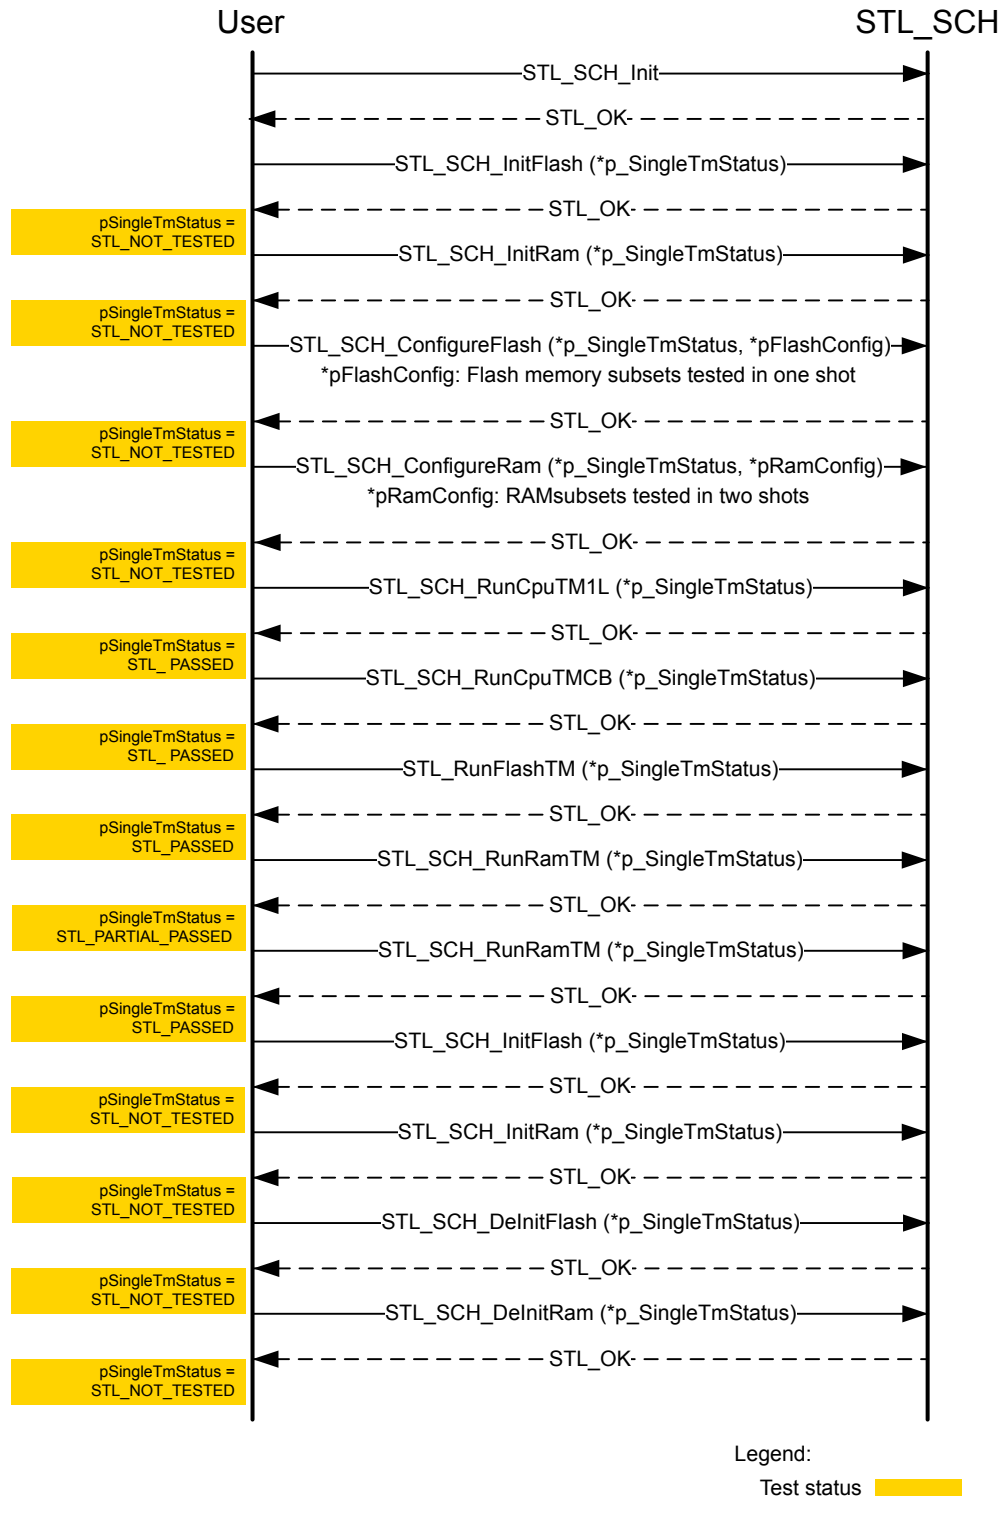 User
STL_SCH
STL_SCH_Init
STL_OK
STL_SCH_InitFlash (*p_SingleTmStatus)
STL_OK
pSingleTmStatus =
STL_NOT_TESTED
STL_SCH_InitRam (*p_SingleTmStatus)
STL_OK
pSingleTmStatus =
STL_NOT_TESTED
STL_SCH_ConfigureFlash (*p_SingleTmStatus, *pFlashConfig)
*pFlashConfig: Flash memory subsets tested in one shot
STL_OK
pSingleTmStatus =
STL_NOT_TESTED
STL_SCH_ConfigureRam (*p_SingleTmStatus, *pRamConfig)
*pRamConfig: RAMsubsets tested in two shots
STL_OK
pSingleTmStatus =
STL_NOT_TESTED
STL_SCH_RunCpuTM1L (*p_SingleTmStatus)
STL_OK
pSingleTmStatus =
STL_ PASSED
STL_SCH_RunCpuTMCB (*p_SingleTmStatus)
STL_OK
pSingleTmStatus =
STL_ PASSED
STL_RunFlashTM (*p_SingleTmStatus)
STL_OK
pSingleTmStatus =
STL_PASSED
STL_SCH_RunRamTM (*p_SingleTmStatus)
STL_OK
pSingleTmStatus =
STL_PARTIAL_PASSED
STL_SCH_RunRamTM (*p_SingleTmStatus)
STL_OK
pSingleTmStatus =
STL_PASSED
STL_SCH_InitFlash (*p_SingleTmStatus)
STL_OK
pSingleTmStatus =
STL_NOT_TESTED
STL_SCH_InitRam (*p_SingleTmStatus)
STL_OK
pSingleTmStatus =
STL_NOT_TESTED
STL_SCH_DeInitFlash (*p_SingleTmStatus)
STL_OK
pSingleTmStatus =
STL_NOT_TESTED
STL_SCH_DeInitRam (*p_SingleTmStatus)
STL_OK
pSingleTmStatus =
STL_NOT_TESTED
Legend:
Test status